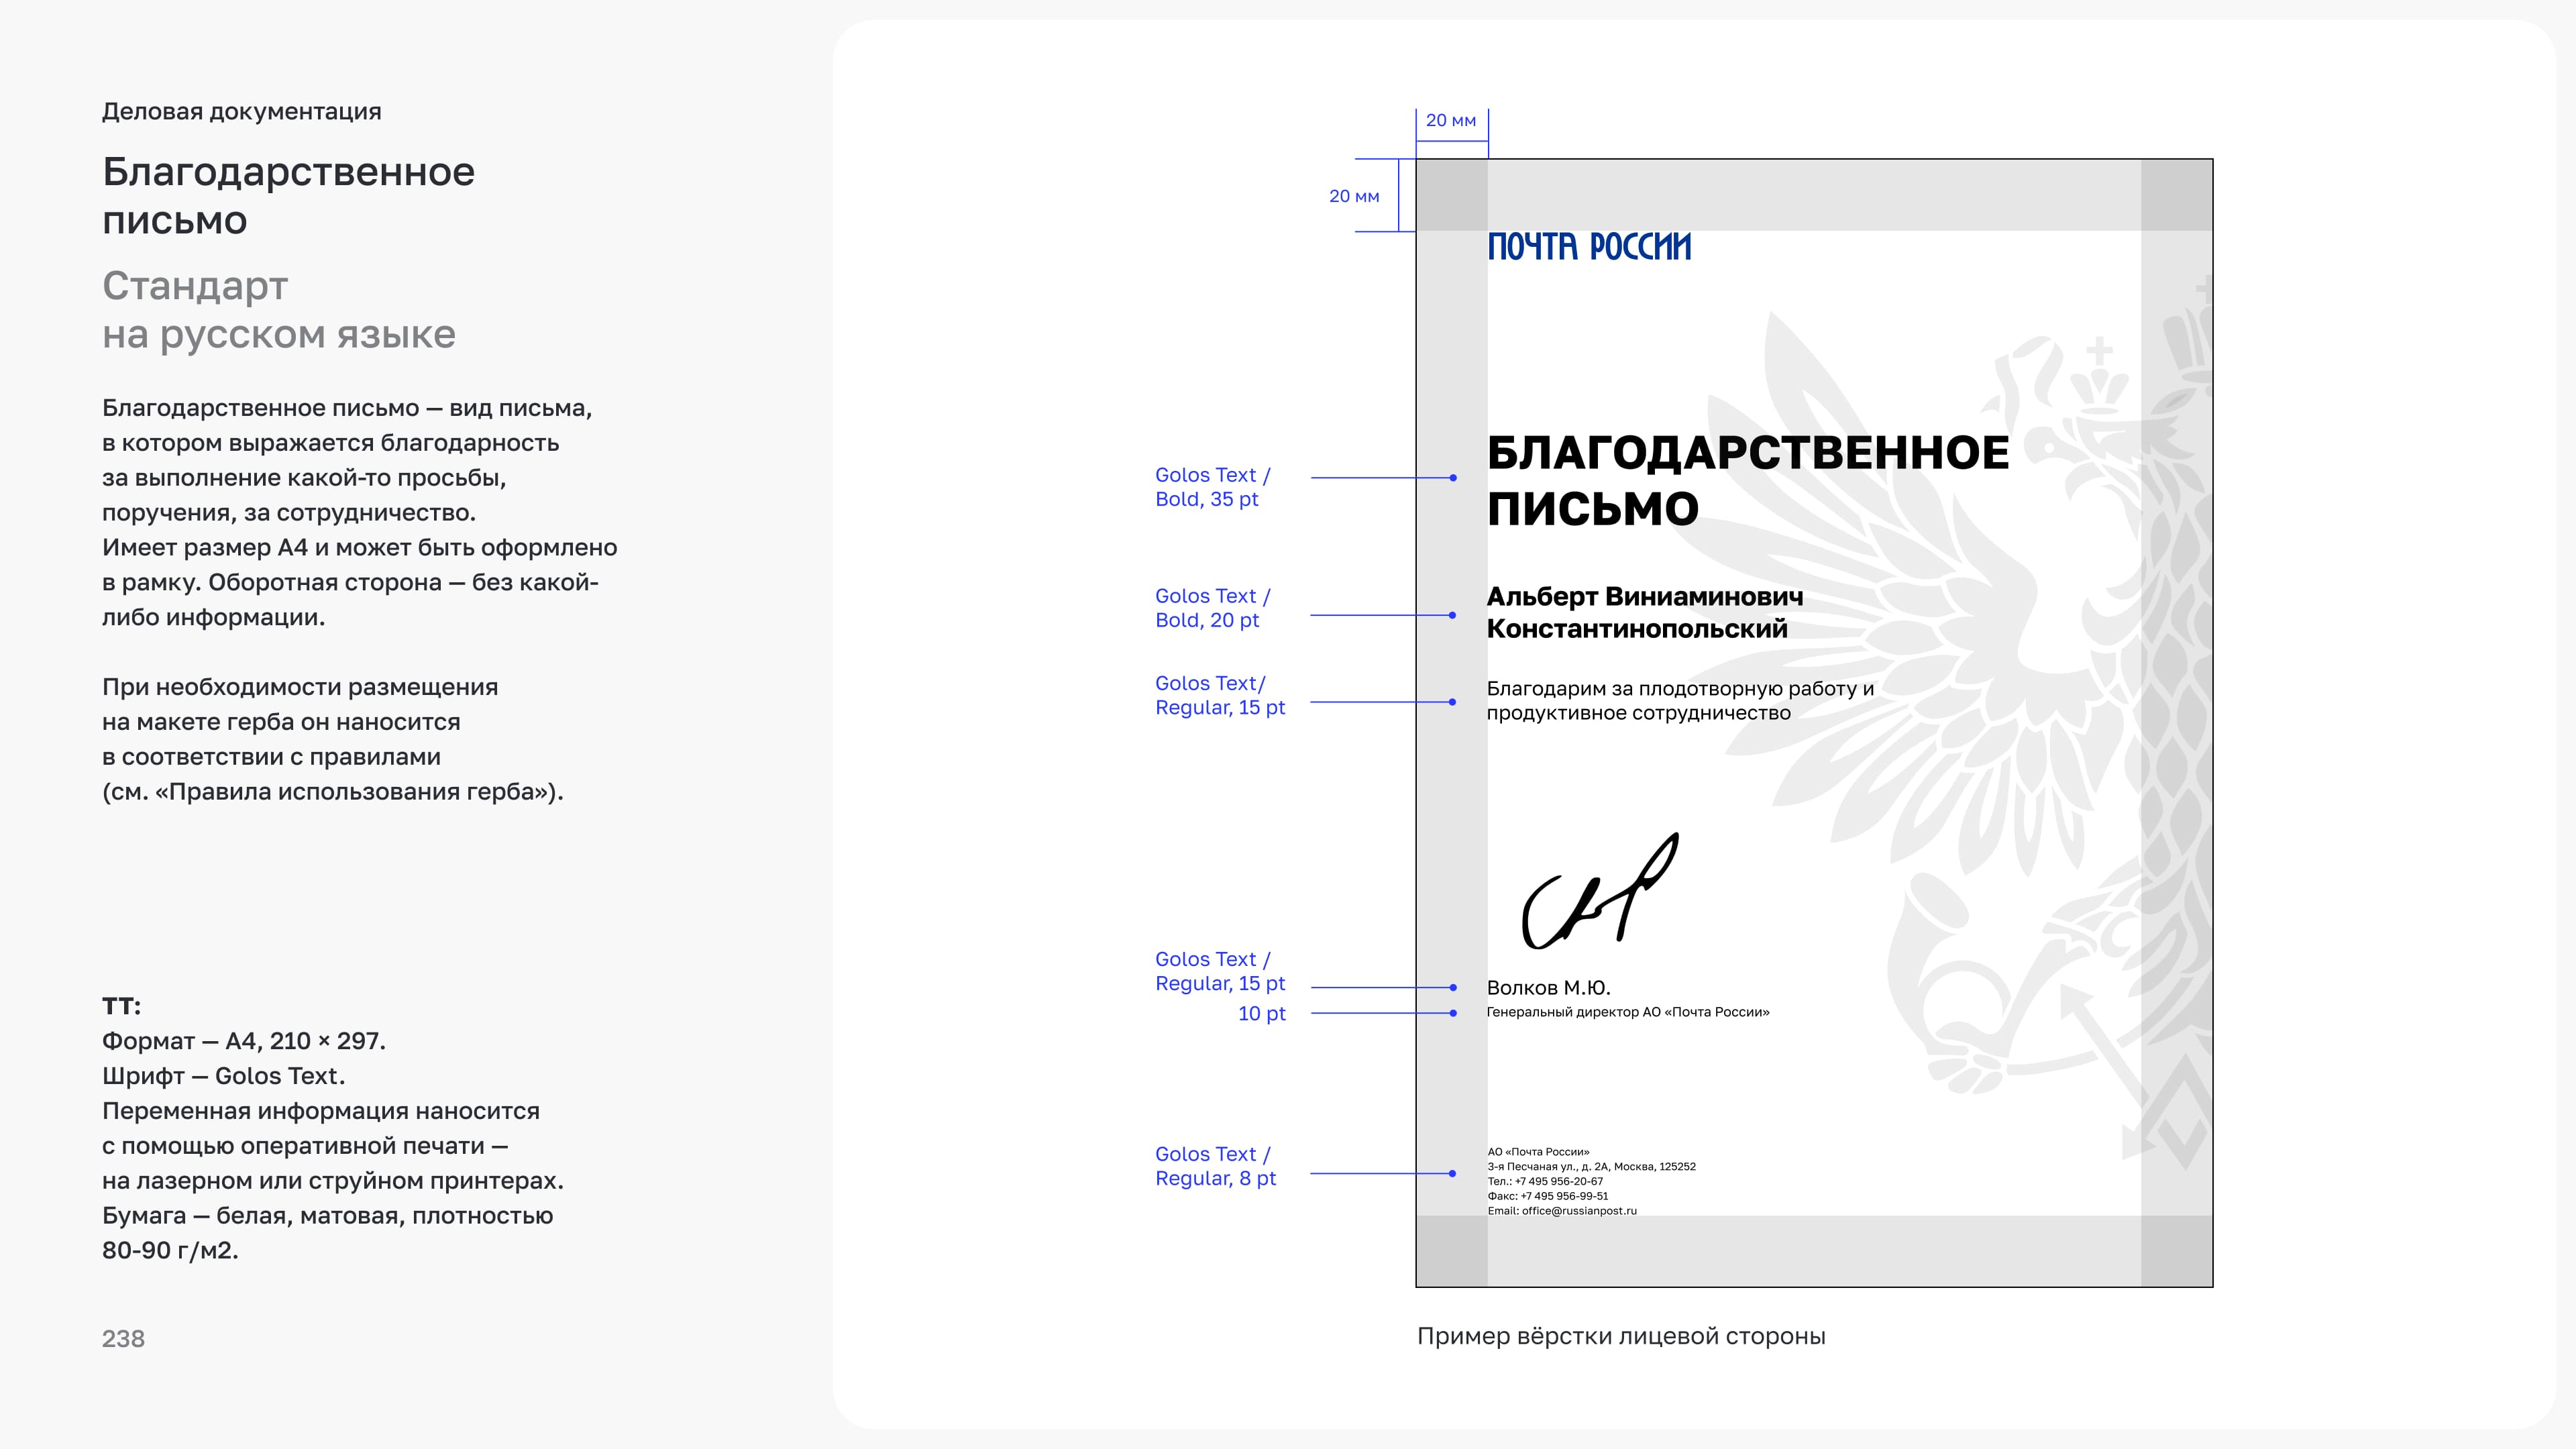 Деловая документация
Благодарственное
письмо
Стандарт
на русском языке
Благодарственное письмо — вид письма,
в котором выражается благодарность
за выполнение какой-то просьбы,
поручения, за сотрудничество.
Имеет размер А4 и может быть оформлено
в рамку. Оборотная сторона — без какой-
либо информации.
При необходимости размещения
на макете герба он наносится
в соответствии с правилами
(см. «Правила использования герба»).
ТТ:
Формат — А4, 210 × 297.
Шрифт — Golos Text.
Переменная информация наносится
с помощью оперативной печати —
на лазерном или струйном принтерах.
Бумага — белая, матовая, плотностью
80-90 г/м2.
238
20 мм
20 мм
ПОЧТА РОССИИ
Golos Text /
Bold, 35 pt
БЛАГОДАРСТВЕННОЕ
ПИСЬМО
Golos Text /
Bold, 20 pt
Альберт Виниаминович
Константинопольский
Golos Text/
Regular, 15 pt
Благодарим за плодотворную работу и
продуктивное сотрудничество
Golos Text /
Regular, 15 pt
10 pt
Волков М.Ю.
Генеральный директор АО «Почта России»
Golos Text /
Regular, 8 pt
АО «Почта России»
3-я Песчаная ул., д. 2А, Москва, 125252
Тел.: +7 495 956-20-67
Факс: +7 495 956-99-51
Email: office@russianpost.ru
Пример вёрстки лицевой стороны